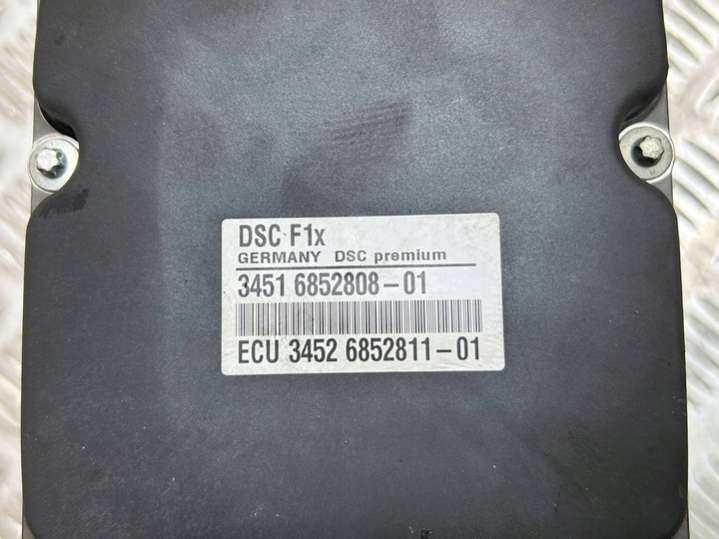 DSC F1x
GERMANY DSC premium
3451 6852808-01
ECU 3452 6852811-01